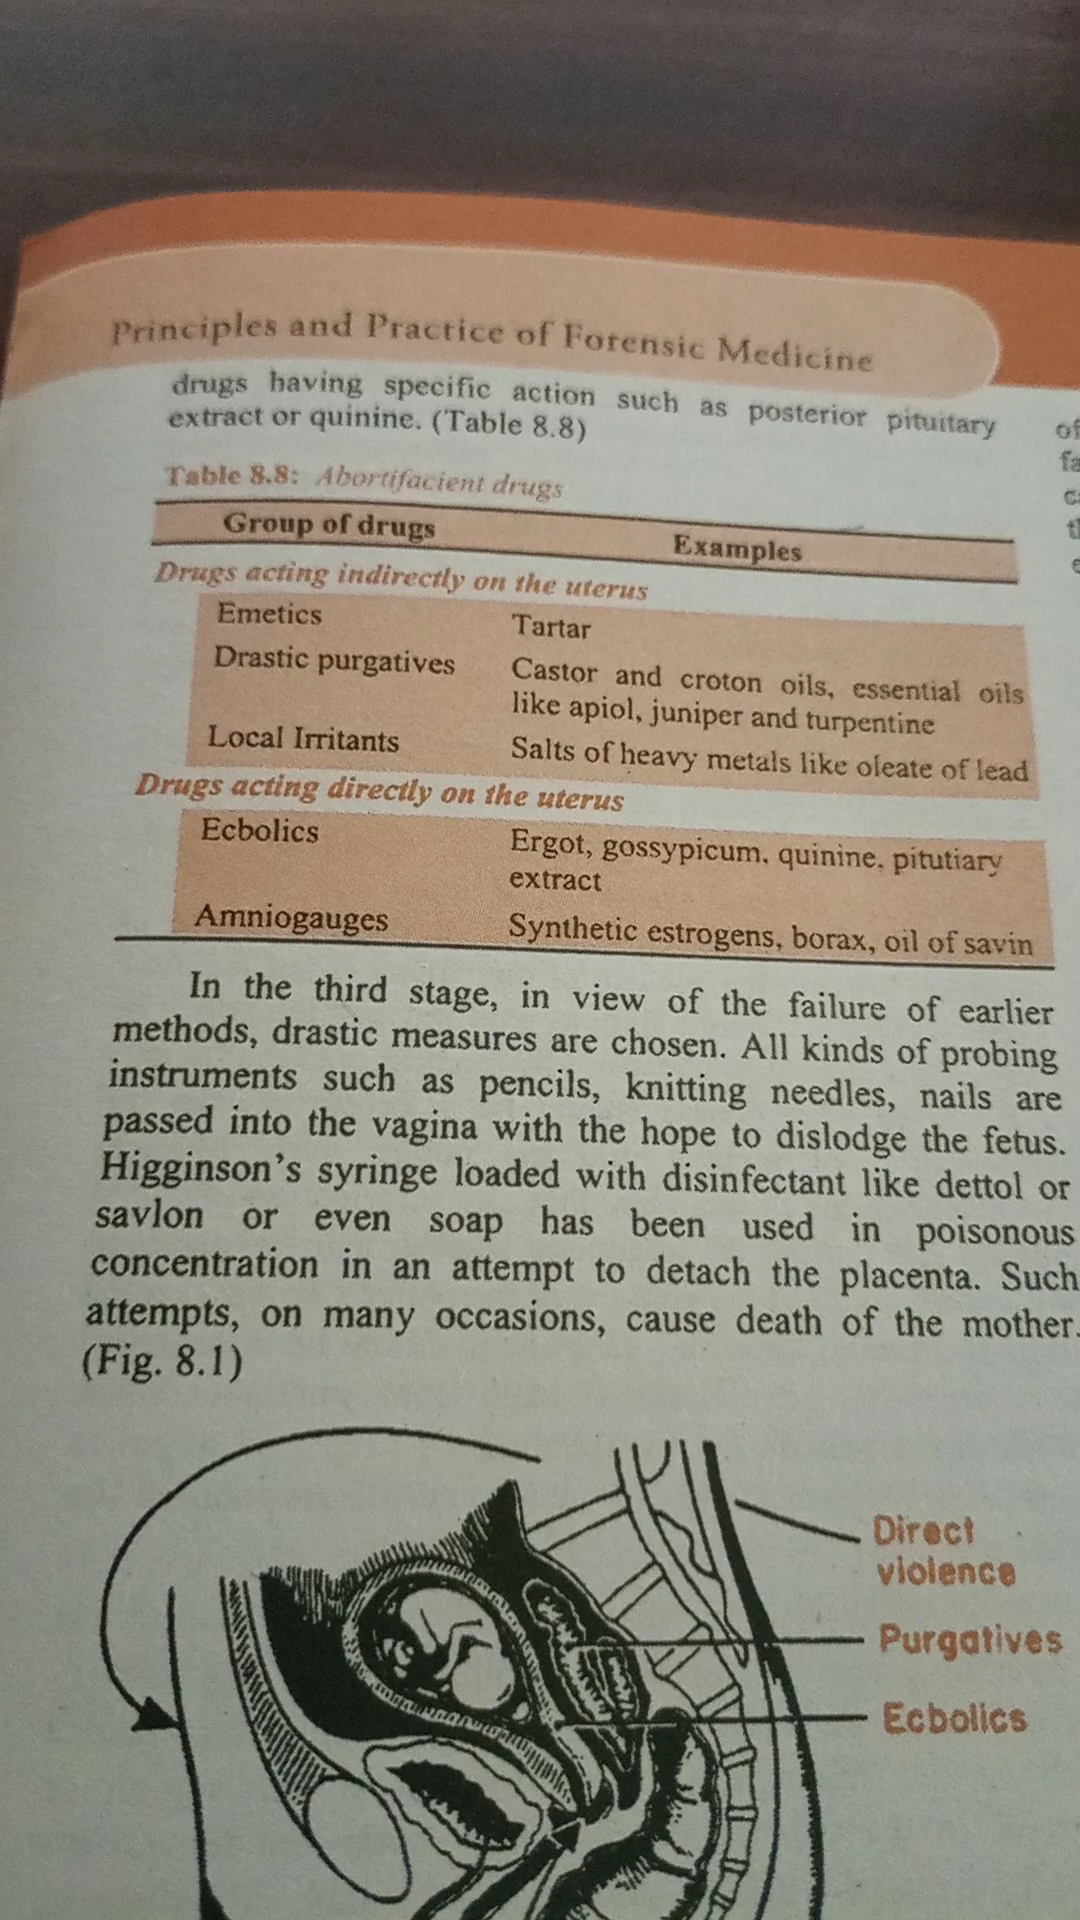 Principles and Practice of Forensic Medicine
drugs having specific action such as posterior pituitary
extract or quinine. (Table 8.8)
Table 8.8: Abortifacient drugs
Group of drugs Examples
Drugs acting indirectly on the uterus
Emetics Tartar
Drastic purgatives Castor and croton oils, essential oils
like apiol, juniper and turpentine
Local Irritants Salts of heavy metals like oleate of lead
Drugs acting directly on the uterus
Ecbolics Ergot, gossypicum, quinine, pitutiary
extract
Amniogauges Synthetic estrogens, borax, oil of savin
In the third stage, in view of the failure of earlier
methods, drastic measures are chosen. All kinds of probing
instruments such as pencils, knitting needles, nails are
passed into the vagina with the hope to dislodge the fetus.
Higginson's syringe loaded with disinfectant like dettol or
savlon or even soap has been used in poisonous
concentration in an attempt to detach the placenta. Such
attempts, on many occasions, cause death of the mother.
(Fig. 8.1)
Direct
violence
Purgatives
Ecbolics